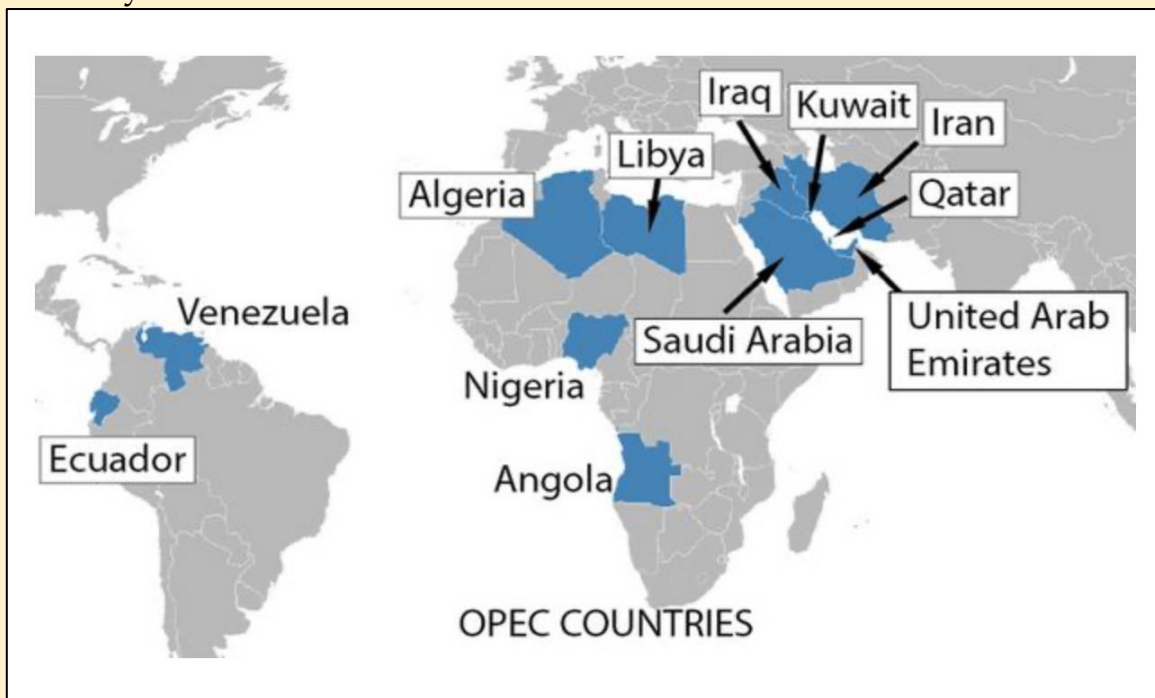 Iraq
Kuwait
Iran
Libya
Qatar
Algeria
Venezuela
Saudi Arabia
United Arab
Emirates
Nigeria
Ecuador
Angola
OPEC COUNTRIES